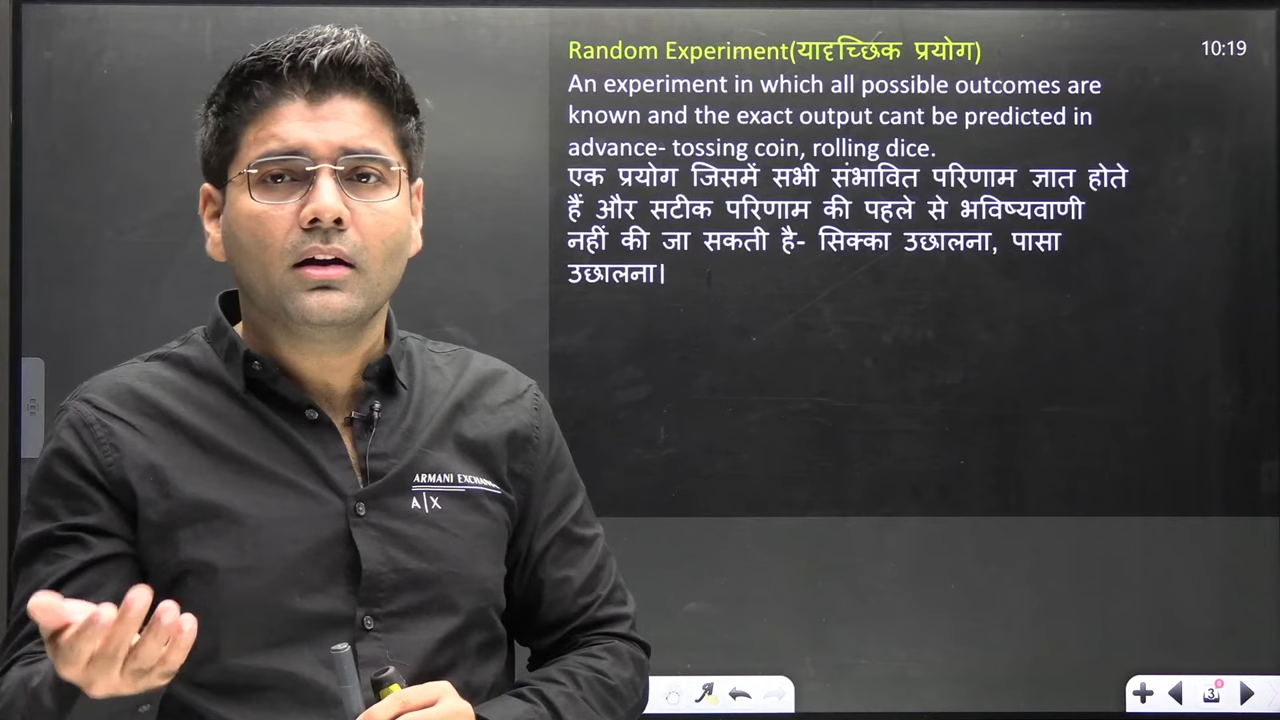 Random Experiment(यादृच्छिक प्रयोग)
10:19
An experiment in which all possible outcomes are
known and the exact output cant be predicted in
advance- tossing coin, rolling dice.
एक प्रयोग जिसमें सभी संभावित परिणाम ज्ञात होते
हैं और सटीक परिणाम की पहले से भविष्यवाणी
नहीं की जा सकती है- सिक्का उछालना, पासा
उछालना।
ARMANI
A|X
3